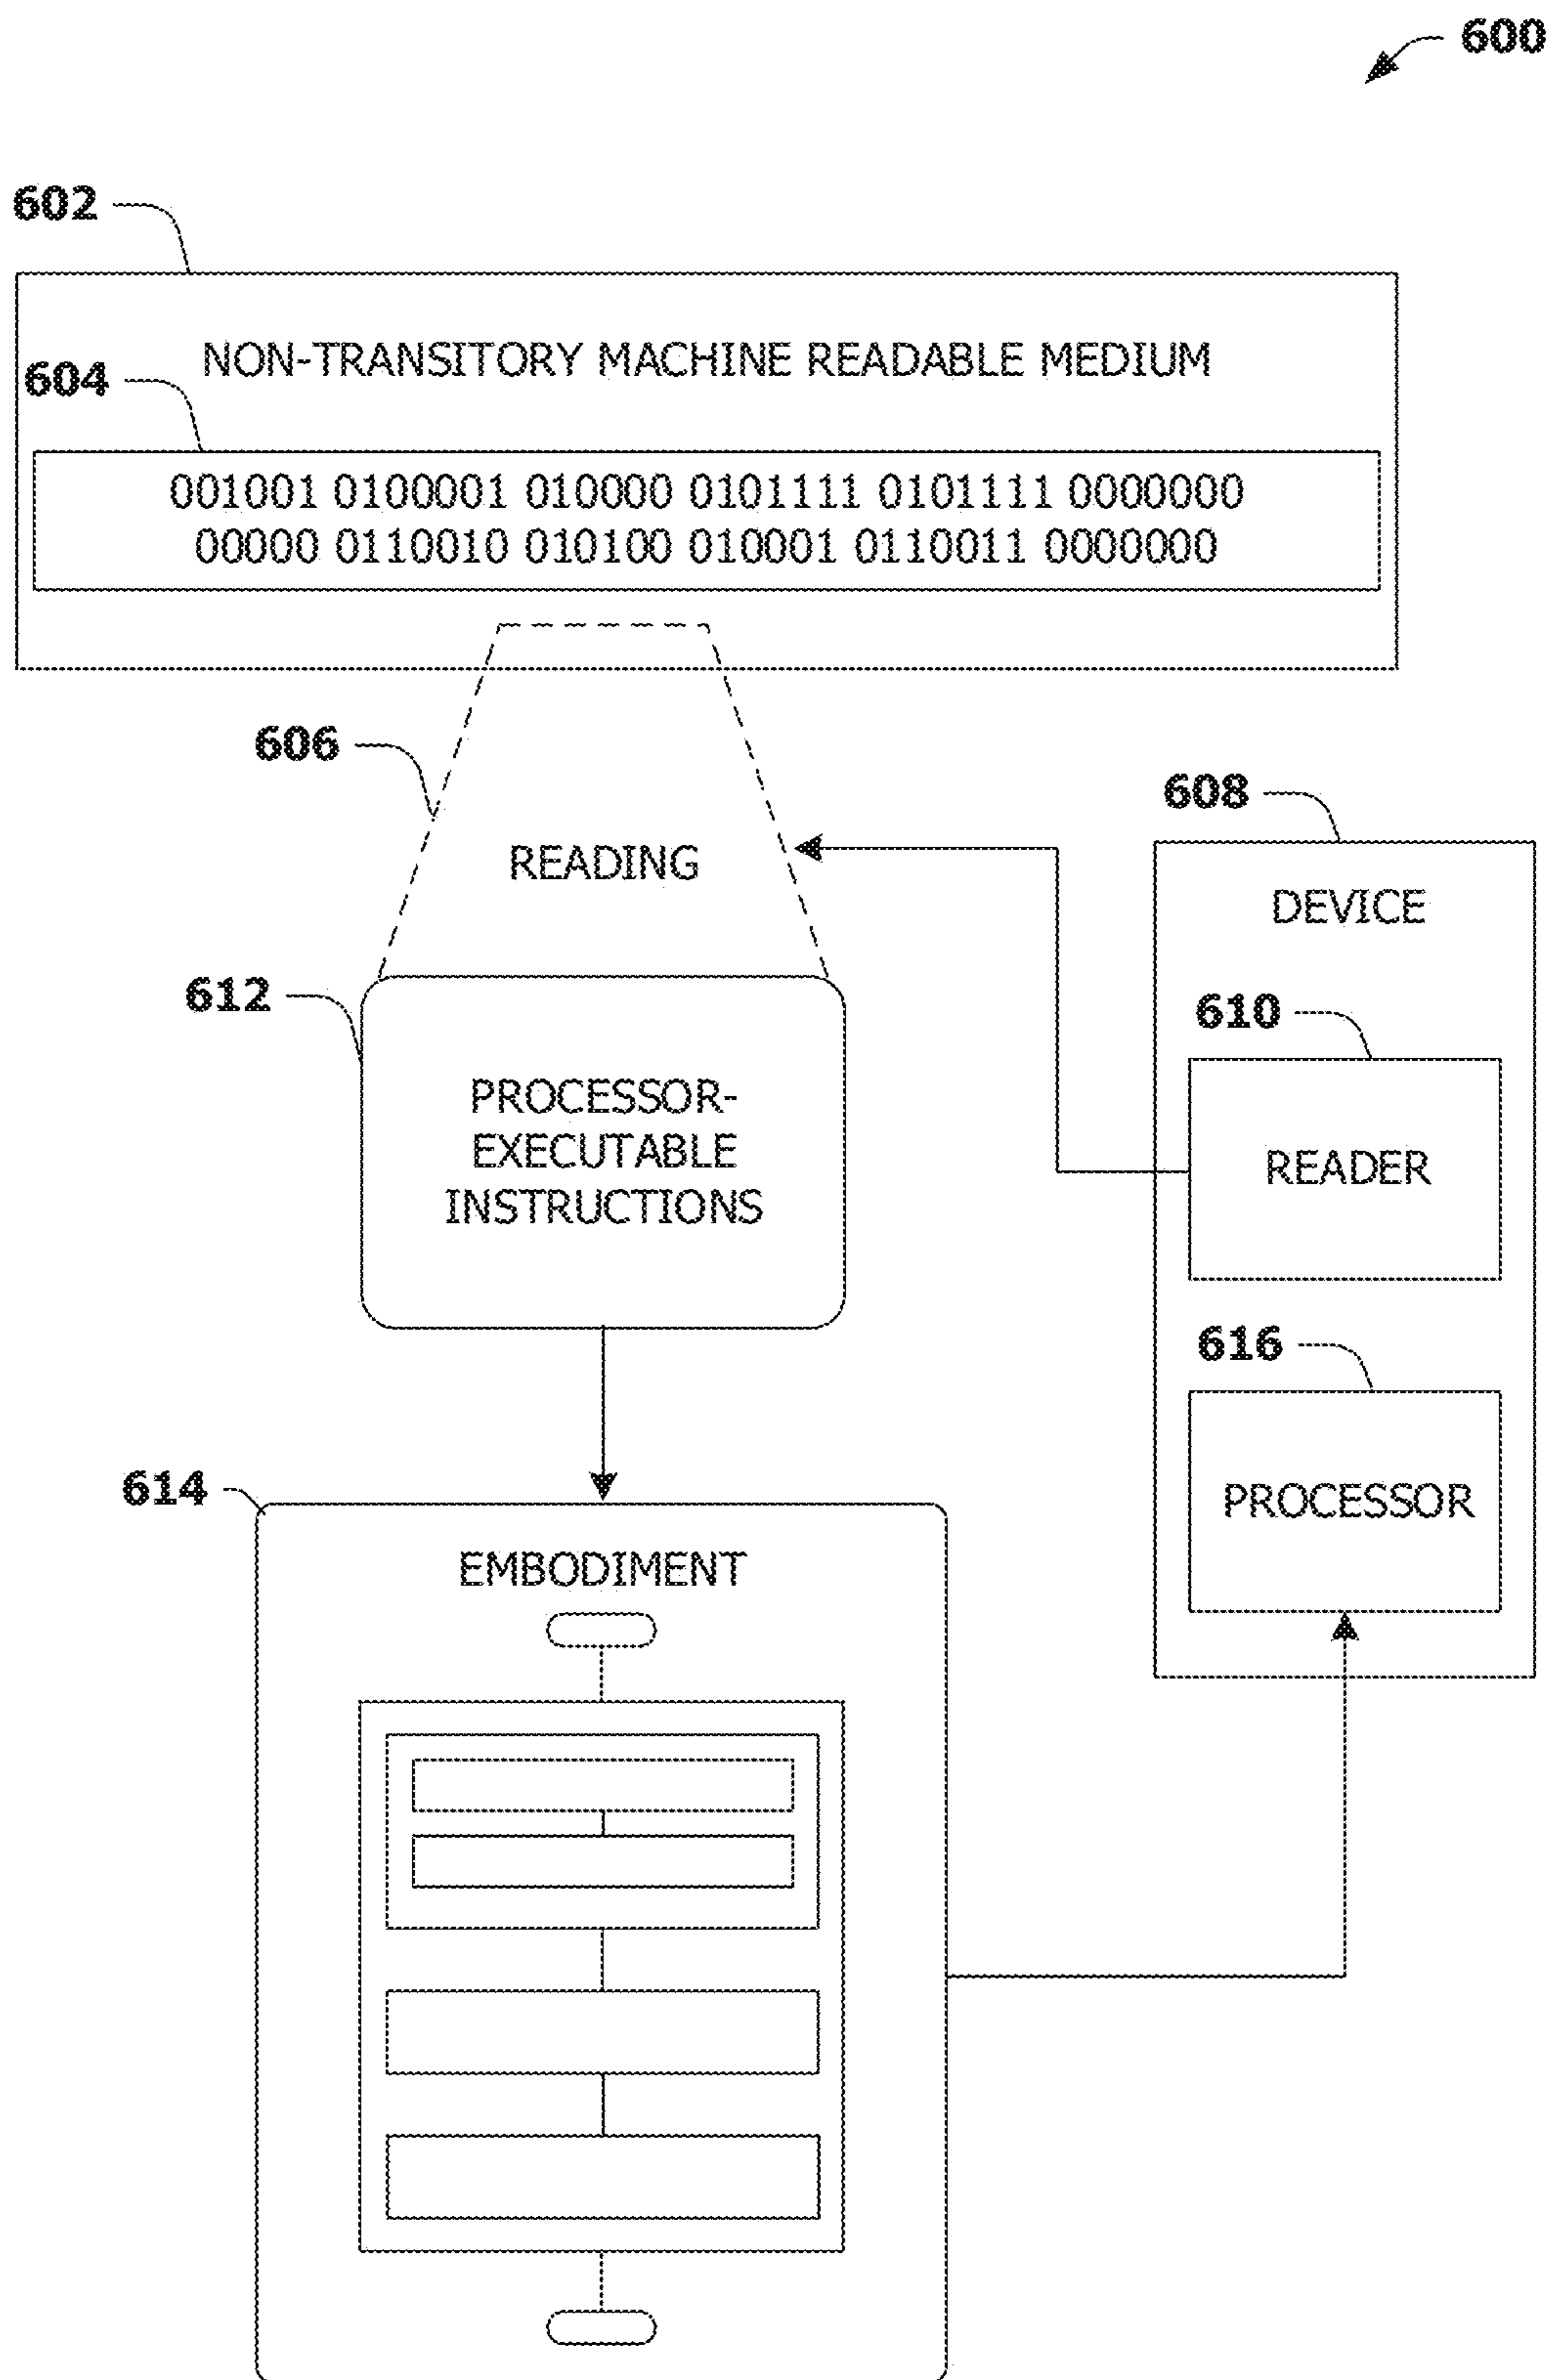 600
602
NON-TRANSITORY MACHINE READABLE MEDIUM
604
001001 0100001 010000 0101111 0101111 0000000
00000 0110010 010100 010001 0110011 0000000
606
READING
608
DEVICE
612
PROCESSOR-
EXECUTABLE
INSTRUCTIONS
610
READER
616
PROCESSOR
614
EMBODIMENT